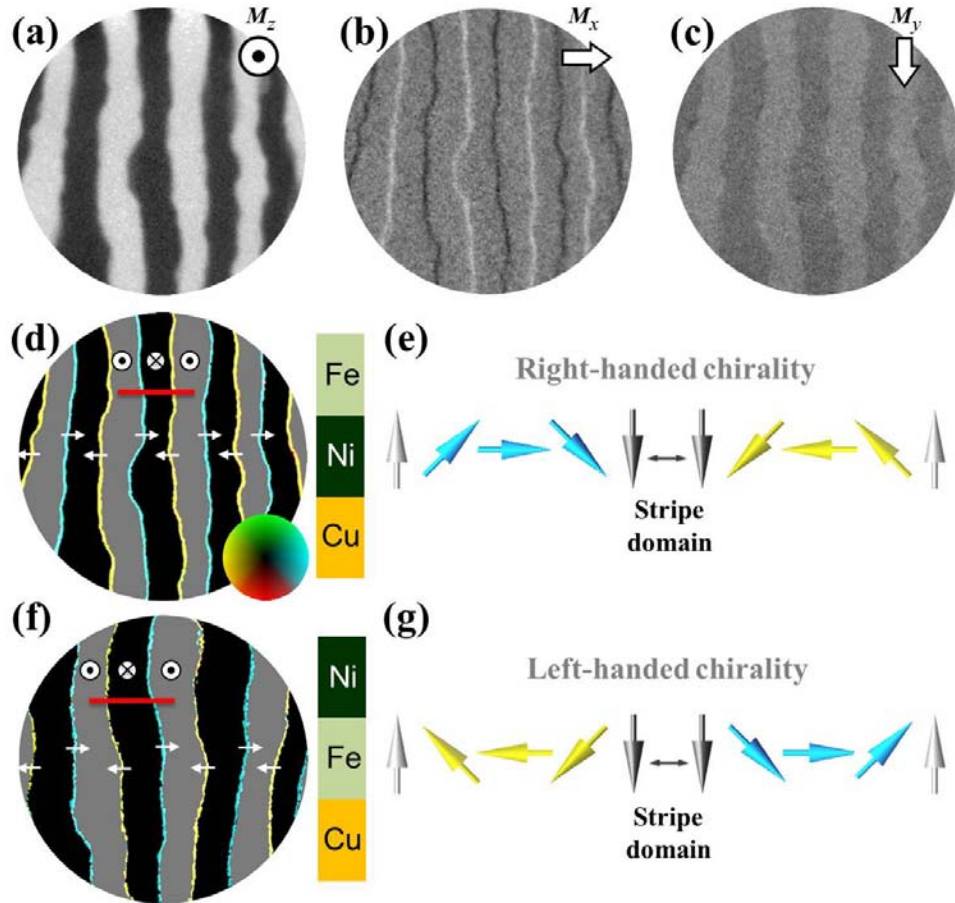 (a)
M_z
(b)
M_x
(c)
M_y
(d)
Fe
Ni
Cu
(e)
Right-handed chirality
Stripe
domain
(f)
Ni
Fe
Cu
(g)
Left-handed chirality
Stripe
domain